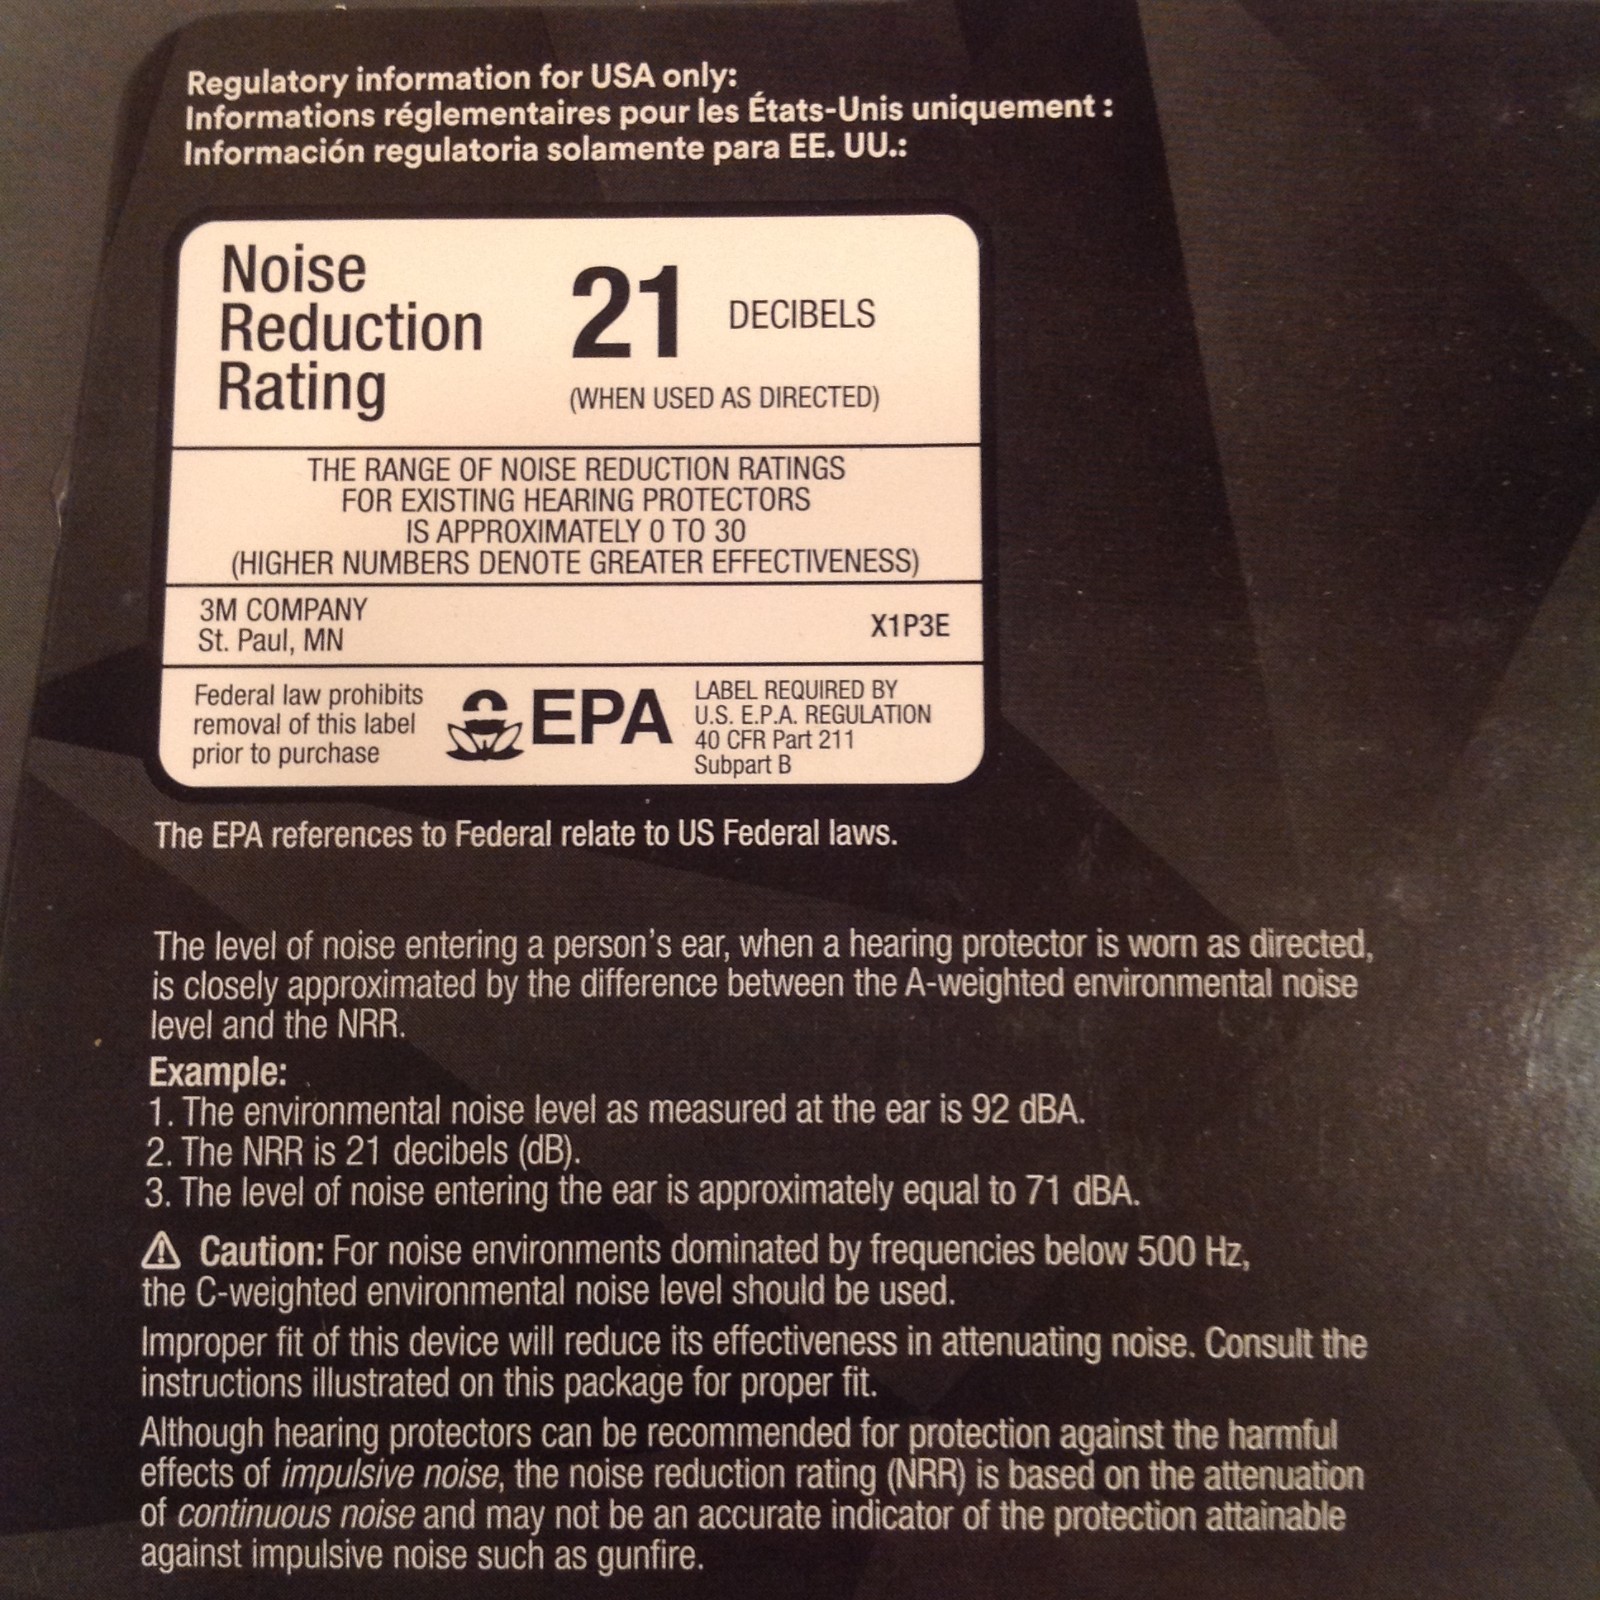 Regulatory information for USA only:
Informations réglementaires pour les États-Unis uniquement :
Información regulatoria solamente para EE. UU.:
Noise
Reduction
Rating
21 DECIBELS
(WHEN USED AS DIRECTED)
THE RANGE OF NOISE REDUCTION RATINGS
FOR EXISTING HEARING PROTECTORS
IS APPROXIMATELY 0 TO 30
(HIGHER NUMBERS DENOTE GREATER EFFECTIVENESS)
3M COMPANY
St. Paul, MN
X1P3E
Federal law prohibits
removal of this label
prior to purchase
EPA
LABEL REQUIRED BY
U.S. E.P.A. REGULATION
40 CFR Part 211
Subpart B
The EPA references to Federal relate to US Federal laws.
The level of noise entering a person's ear, when a hearing protector is worn as directed,
is closely approximated by the difference between the A-weighted environmental noise
level and the NRR.
Example:
1. The environmental noise level as measured at the ear is 92 dBA.
2. The NRR is 21 decibels (dB).
3. The level of noise entering the ear is approximately equal to 71 dBA.
⚠ Caution: For noise environments dominated by frequencies below 500 Hz,
the C-weighted environmental noise level should be used.
Improper fit of this device will reduce its effectiveness in attenuating noise. Consult the
instructions illustrated on this package for proper fit.
Although hearing protectors can be recommended for protection against the harmful
effects of impulsive noise, the noise reduction rating (NRR) is based on the attenuation
of continuous noise and may not be an accurate indicator of the protection attainable
against impulsive noise such as gunfire.